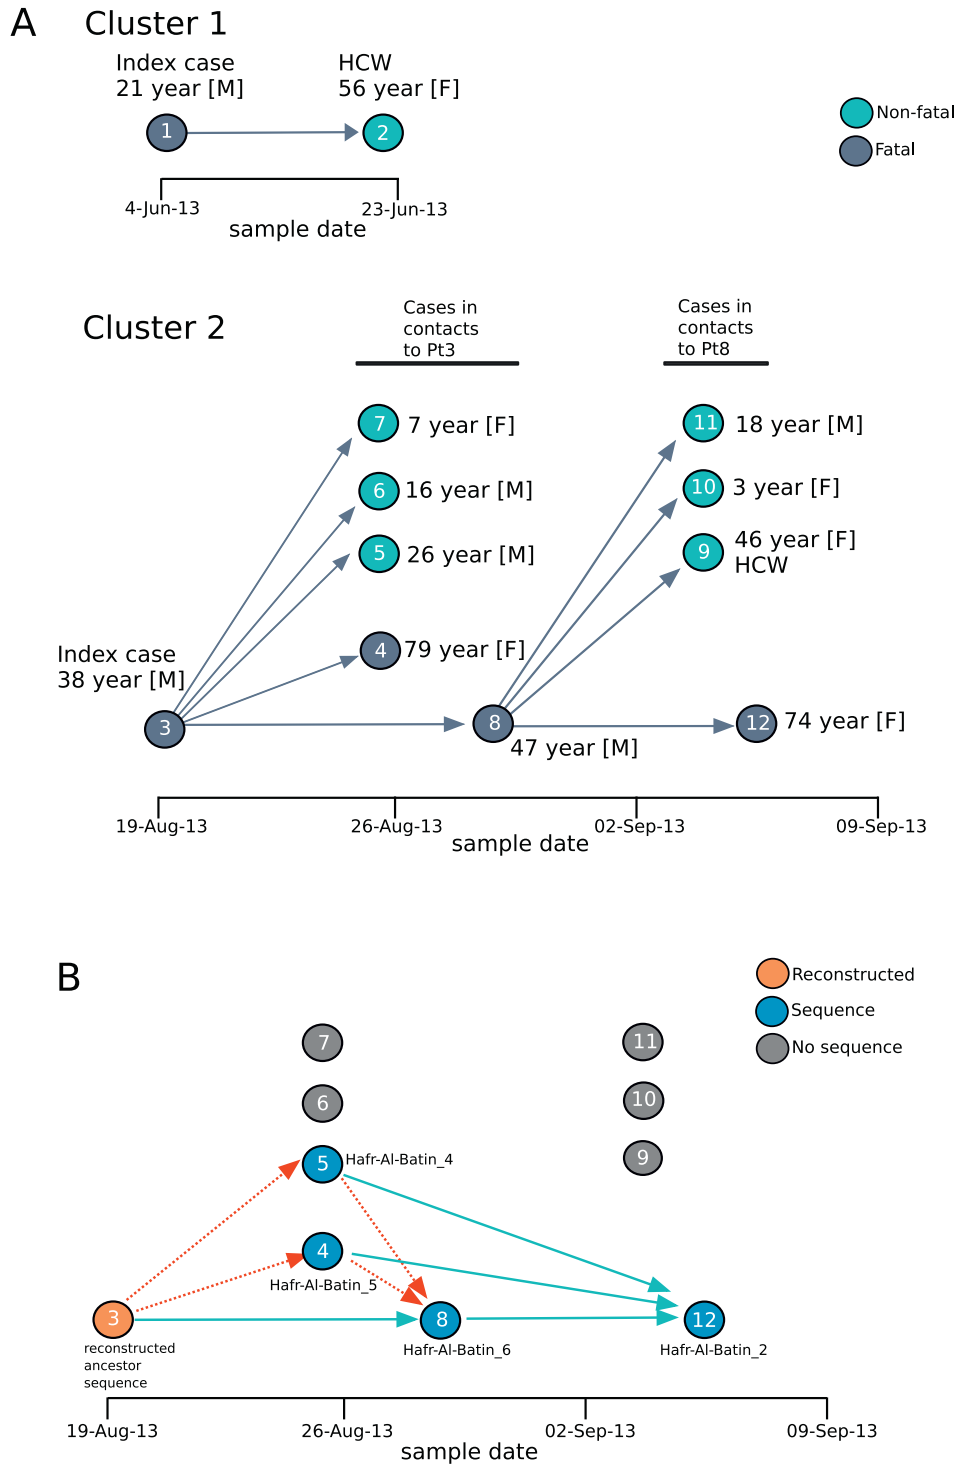 A
Cluster 1
Index case
21 year [M]
HCW
56 year [F]
1
2
Non-fatal
Fatal
4-Jun-13
23-Jun-13
sample date
Cluster 2
Cases in
contacts
to Pt3
Cases in
contacts
to Pt8
7
7 year [F]
11
18 year [M]
6
16 year [M]
10
3 year [F]
5
26 year [M]
9
46 year [F]
HCW
4
79 year [F]
Index case
38 year [M]
3
8
47 year [M]
12
74 year [F]
19-Aug-13
26-Aug-13
02-Sep-13
09-Sep-13
sample date
B
Reconstructed
Sequence
No sequence
7
11
6
10
5
Hafr-Al-Batin_4
9
4
Hafr-Al-Batin_5
3
reconstructed
ancestor
sequence
8
Hafr-Al-Batin_6
12
Hafr-Al-Batin_2
19-Aug-13
26-Aug-13
02-Sep-13
09-Sep-13
sample date